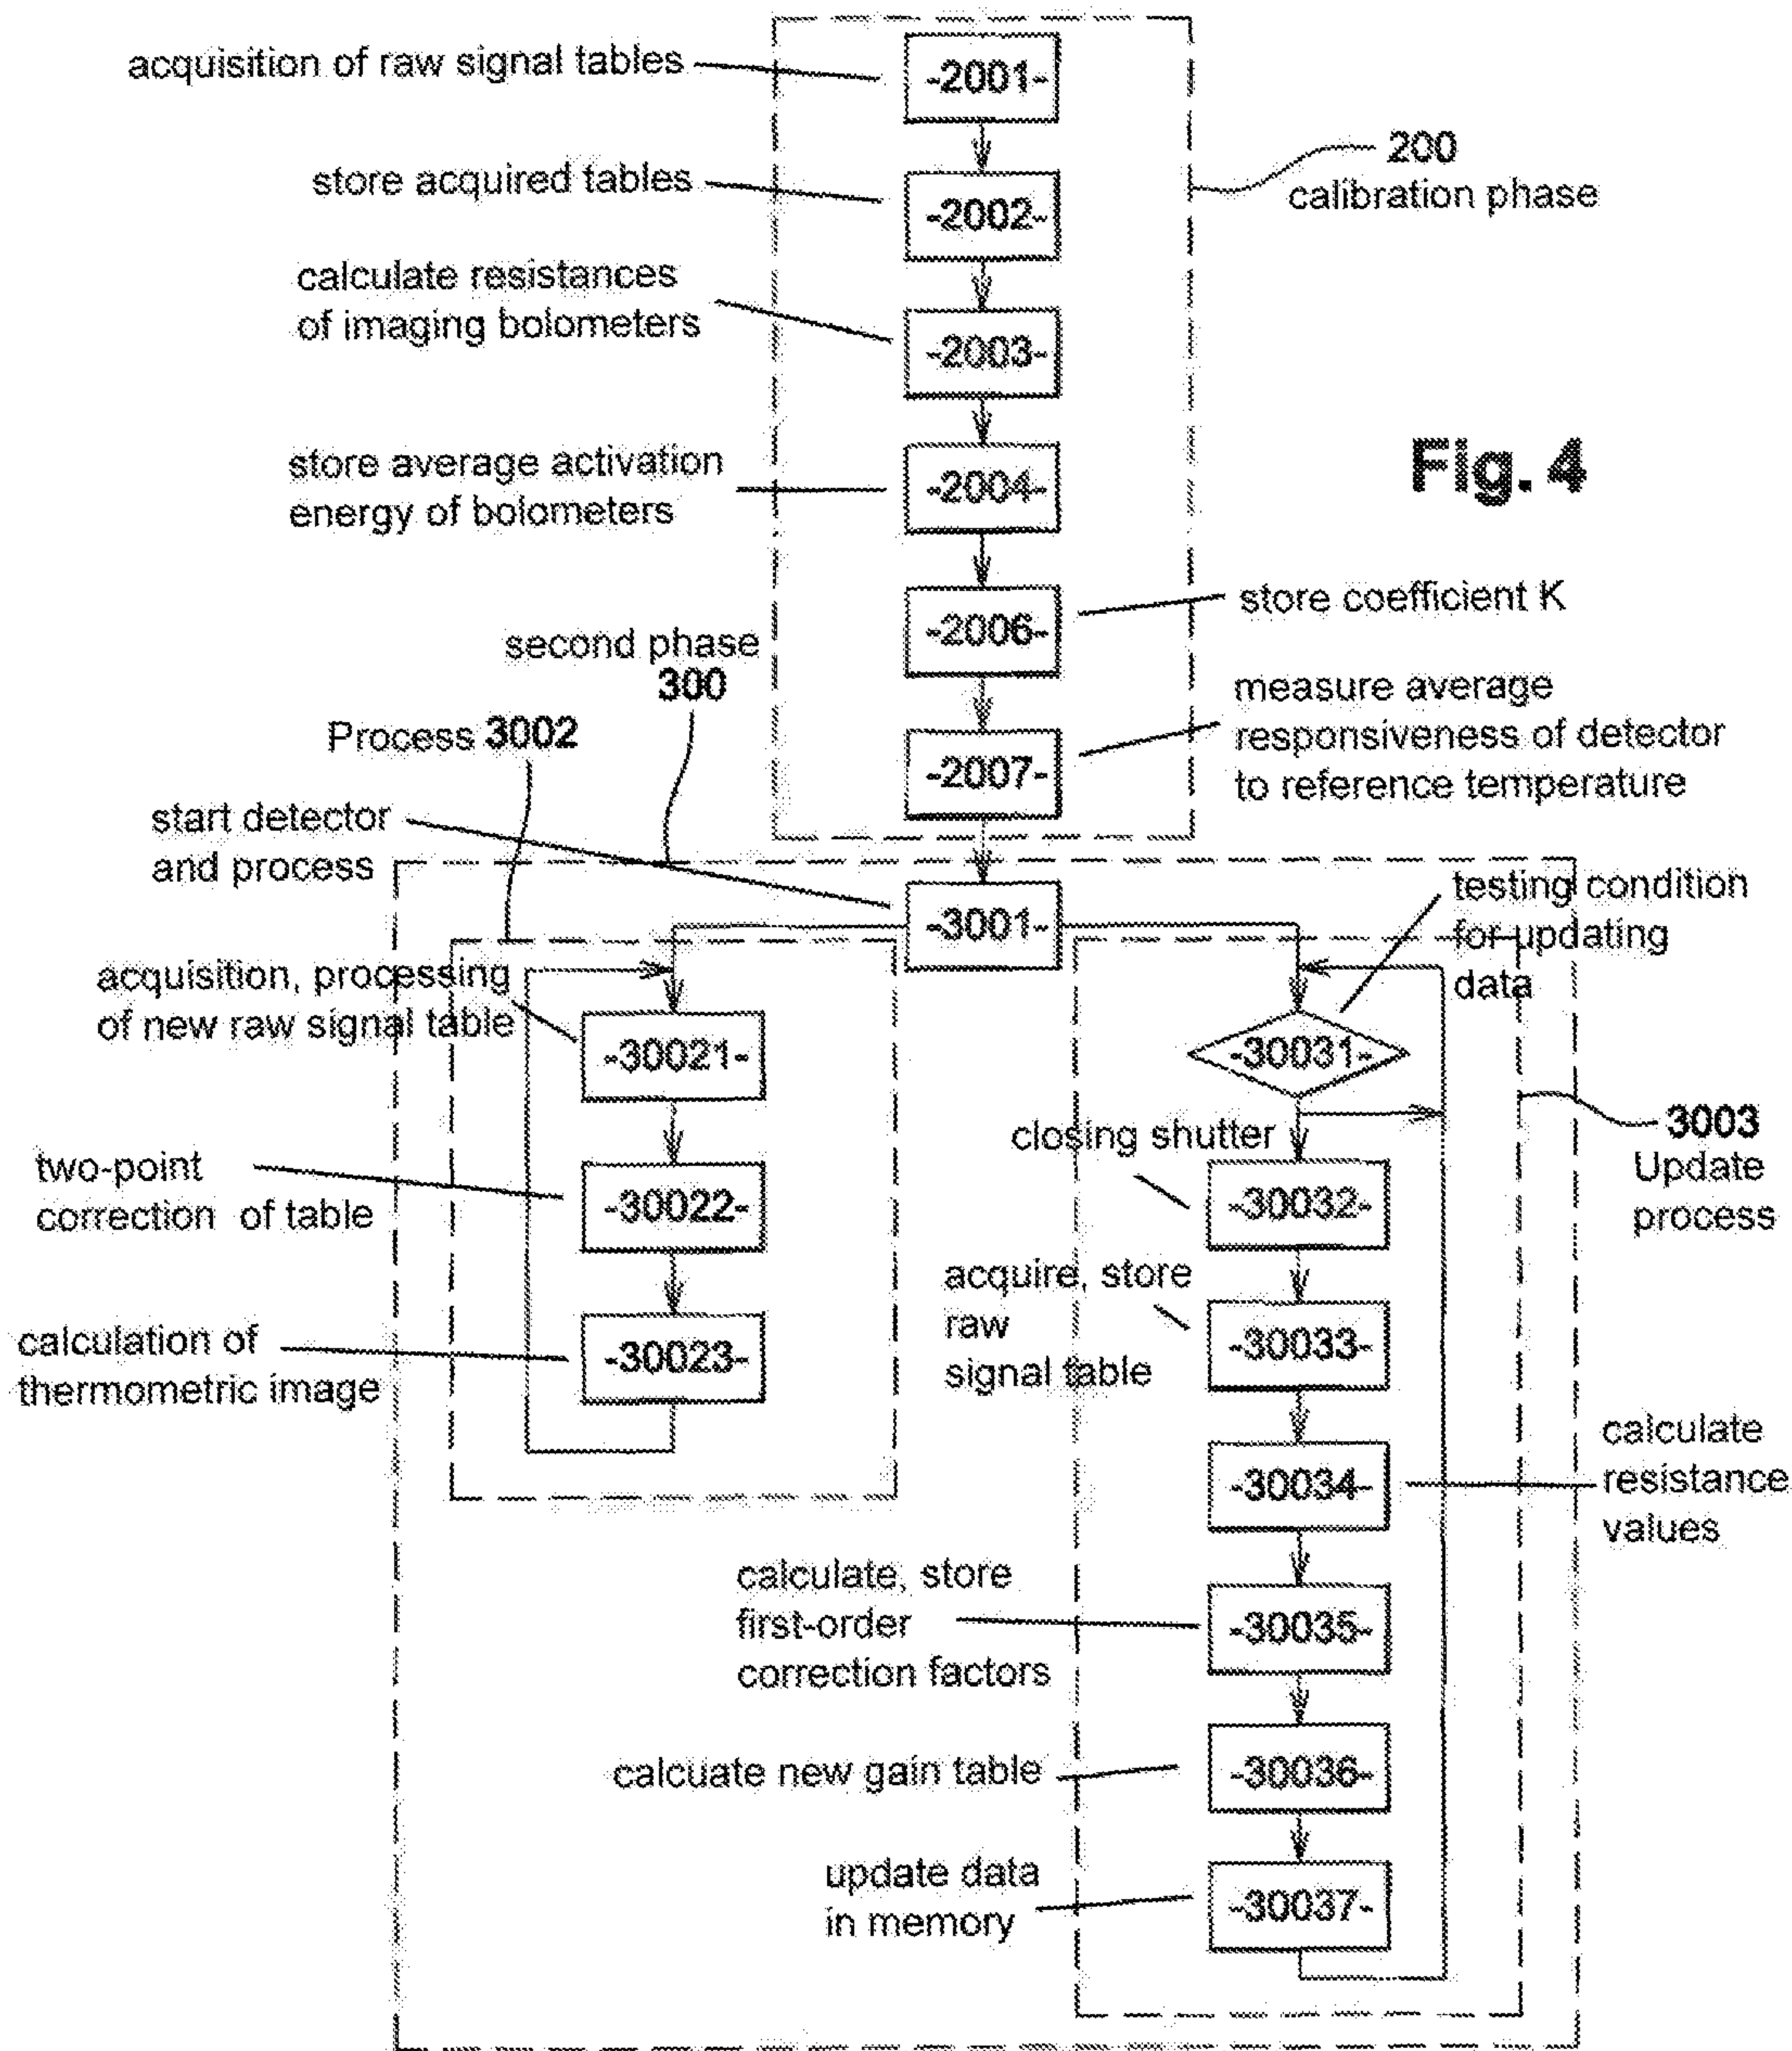 acquisition of raw signal tables
-2001-
200
calibration phase
store acquired tables
-2002-
calculate resistances
of imaging bolometers
-2003-
Fig. 4
store average activation
energy of bolometers
-2004-
-2006-
store coefficient K
second phase
300
measure average
responsiveness of detector
to reference temperature
-2007-
Process 3002
start detector
and process
-3001-
testing condition
for updating
data
acquisition, processing
of new raw signal table
-30021-
-30031-
closing shutter
3003
Update
process
two-point
correction of table
-30022-
-30032-
acquire, store
raw
signal table
-30033-
calculation of
thermometric image
-30023-
calculate
resistance
values
-30034-
calculate, store
first-order
correction factors
-30035-
calcuate new gain table
-30036-
update data
in memory
-30037-